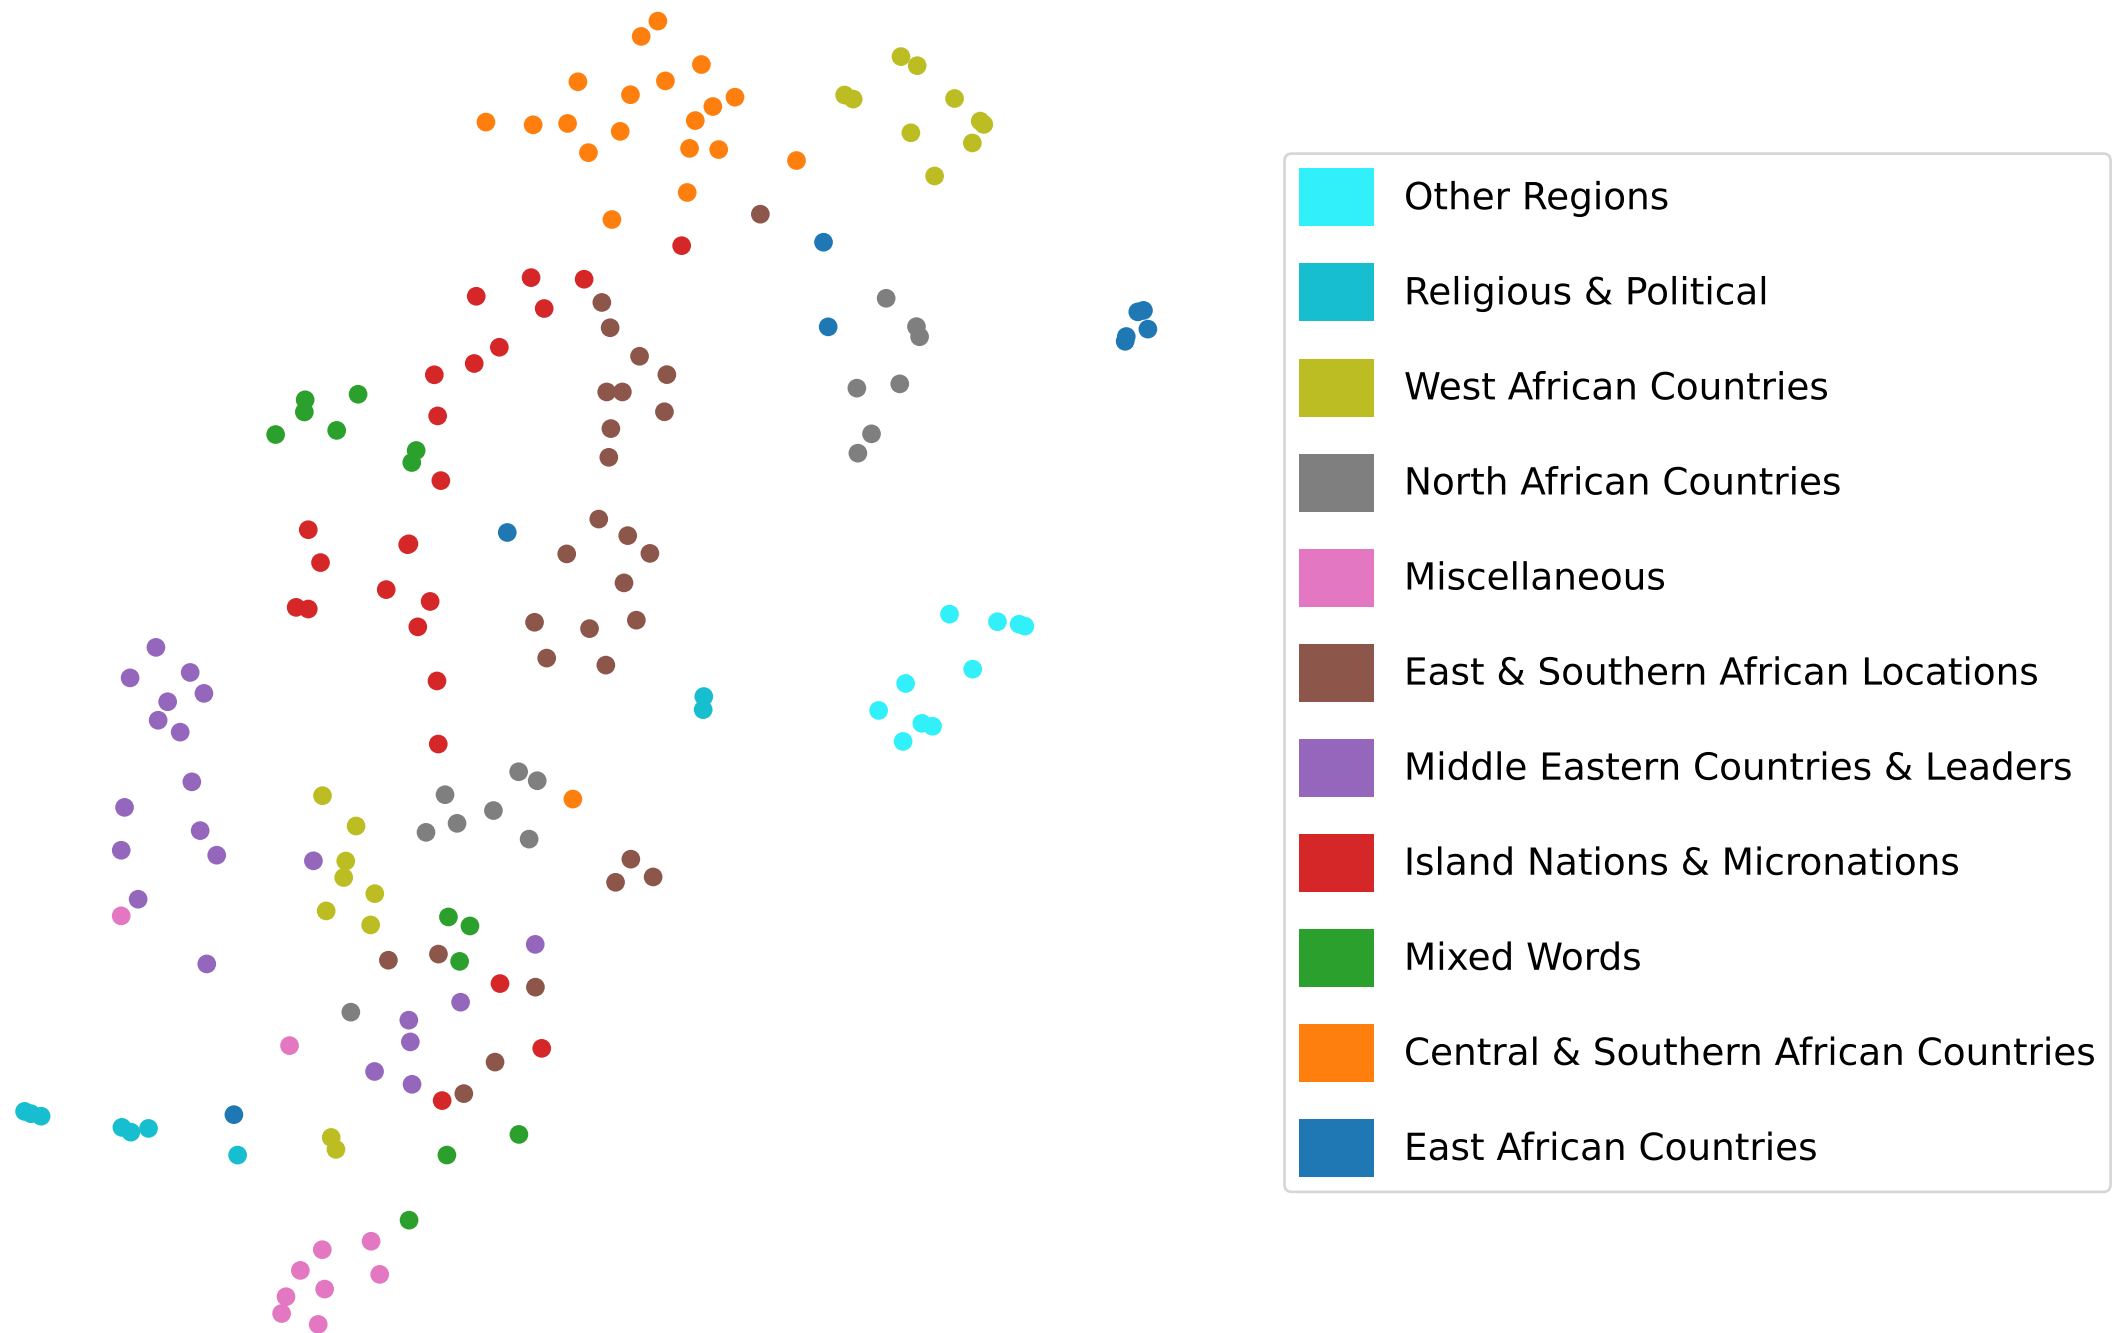 Other Regions
Religious & Political
West African Countries
North African Countries
Miscellaneous
East & Southern African Locations
Middle Eastern Countries & Leaders
Island Nations & Micronations
Mixed Words
Central & Southern African Countries
East African Countries